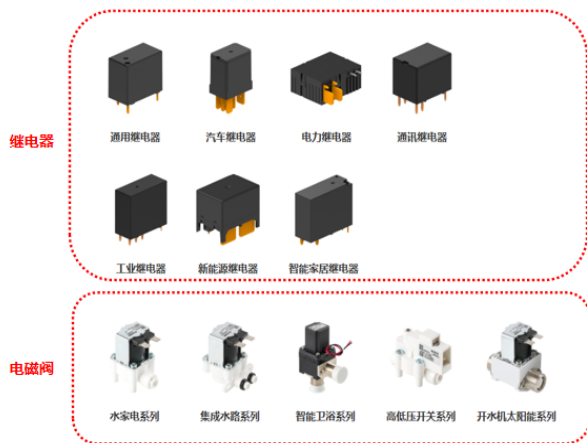 继电器
通用继电器
汽车继电器
电力继电器
通讯继电器
工业继电器
新能源继电器
智能家居继电器
电磁阀
水家电系列
集成水路系列
智能卫浴系列
高低压开关系列
开水机太阳能系列